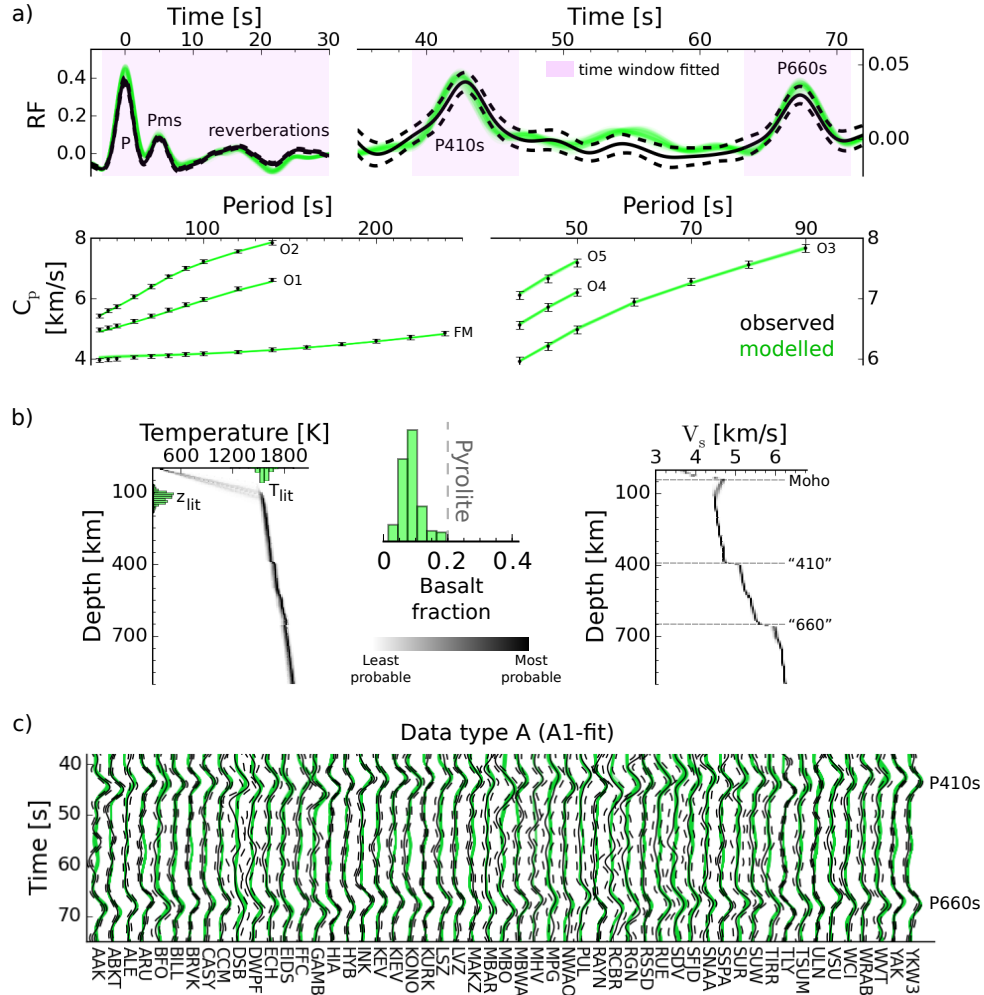 a)
Time [s]
Time [s]
0 10 20 30
40 50 60 70
0.4
0.2
0.0
RF
P
Pms
reverberations
time window fitted
P410s
P660s
0.05
0.00
Period [s]
Period [s]
100 200
50 70 90
8
6
4
Cp
[km/s]
O2
O1
FM
O5
O4
O3
8
7
6
observed
modelled
b)
Temperature [K]
600 1200 1800
100
400
700
Depth [km]
zlit
Tlit
Pyrolite
0 0.2 0.4
Basalt
fraction
Least
probable
Most
probable
Vs [km/s]
3 4 5 6
100
400
700
Depth [km]
Moho
“410”
“660”
c)
Data type A (A1-fit)
40
50
60
70
Time [s]
P410s
P660s
AAK
ABKT
ALE
ARU
BFO
BILL
BRVK
CASY
CCM
DSB
DWPF
ECH
EIDS
FFC
GAMB
HIA
HYB
INK
KEV
KIEV
KONO
KURK
LSZ
LVZ
MAKZ
MBAR
MBO
MBWA
MHV
MPG
NWAO
PUL
RAYN
RCBR
RGN
RSSD
RUE
SDV
SFJD
SNAA
SSPA
SUR
SUW
TIRR
TLY
TSUM
ULN
VSU
WCI
WRAB
WVT
YAK
YKW3